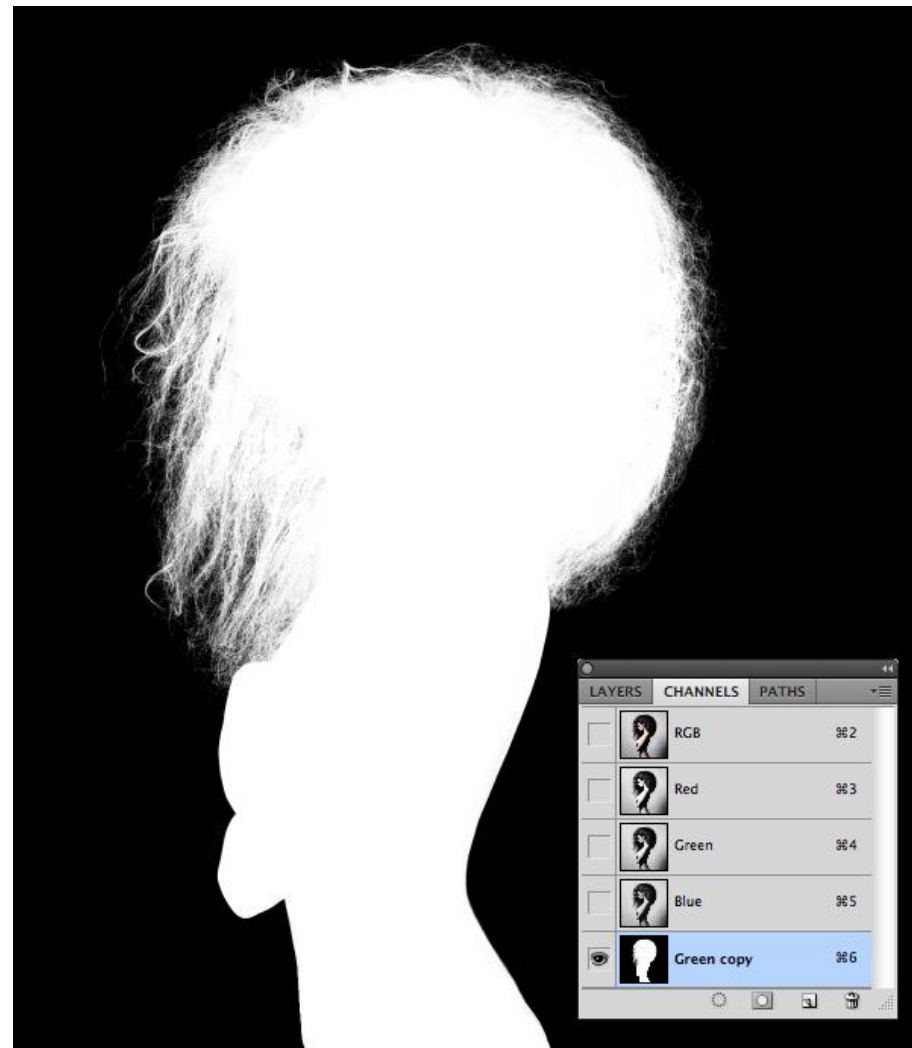 LAYERS CHANNELS PATHS
RGB ⌘2
Red ⌘3
Green ⌘4
Blue ⌘5
Green copy ⌘6